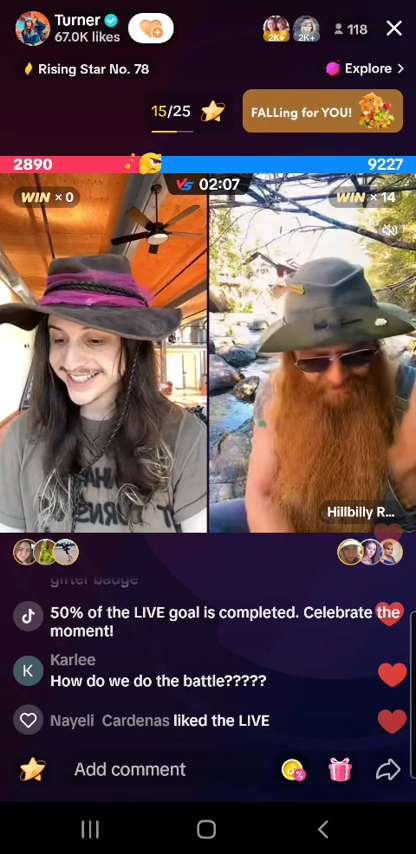 Turner
67.0K likes
2K+
2K+
118
Rising Star No. 78
Explore >
15/25
FALLing for YOU!
2890
9227
WIN × 0
VS 02:07
WIN × 14
Hillbilly R...
gifter badge
50% of the LIVE goal is completed. Celebrate the
moment!
K
Karlee
How do we do the battle?????
Nayeli Cardenas liked the LIVE
Add comment